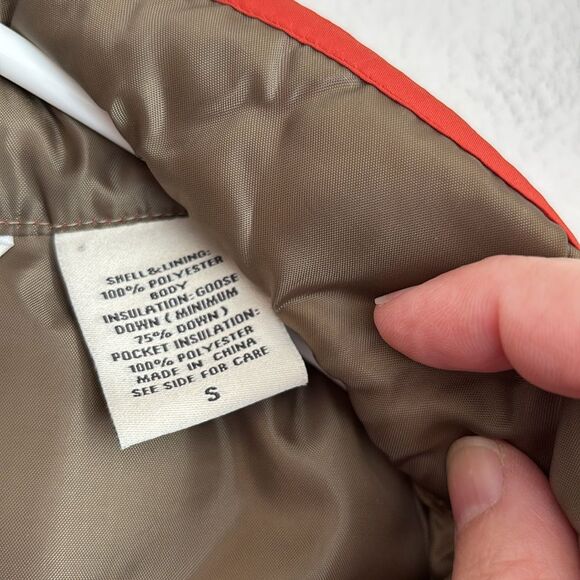 SHELL & LINING:
100% POLYESTER
BODY
INSULATION: GOOSE
DOWN ( MINIMUM
75% DOWN )
POCKET INSULATION:
100% POLYESTER
MADE IN CHINA
SEE SIDE FOR CARE
S